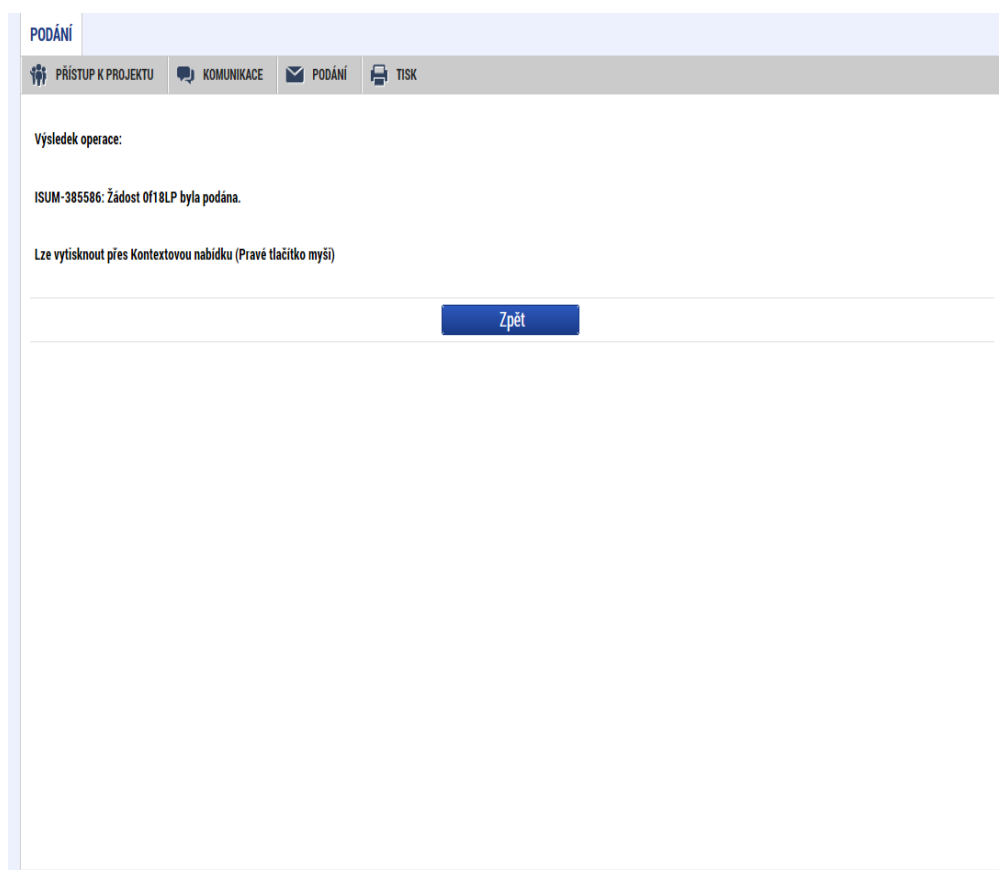 PODÁNÍ
PŘÍSTUP K PROJEKTU KOMUNIKACE PODÁNÍ TISK
Výsledek operace:
ISUM-385586: Žádost 0f18LP byla podána.
Lze vytisknout přes Kontextovou nabídku (Pravé tlačítko myši)
Zpět